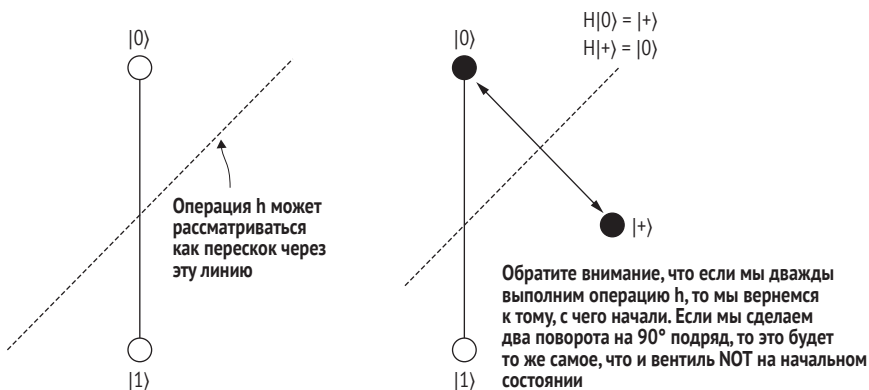 |0⟩
|1⟩
Операция h может
рассматриваться
как перескок через
эту линию
H|0⟩ = |+⟩
H|+⟩ = |0⟩
|0⟩
|+⟩
|1⟩
Обратите внимание, что если мы дважды
выполним операцию h, то мы вернемся
к тому, с чего начали. Если мы сделаем
два поворота на 90° подряд, то это будет
то же самое, что и вентиль NOT на начальном
состоянии